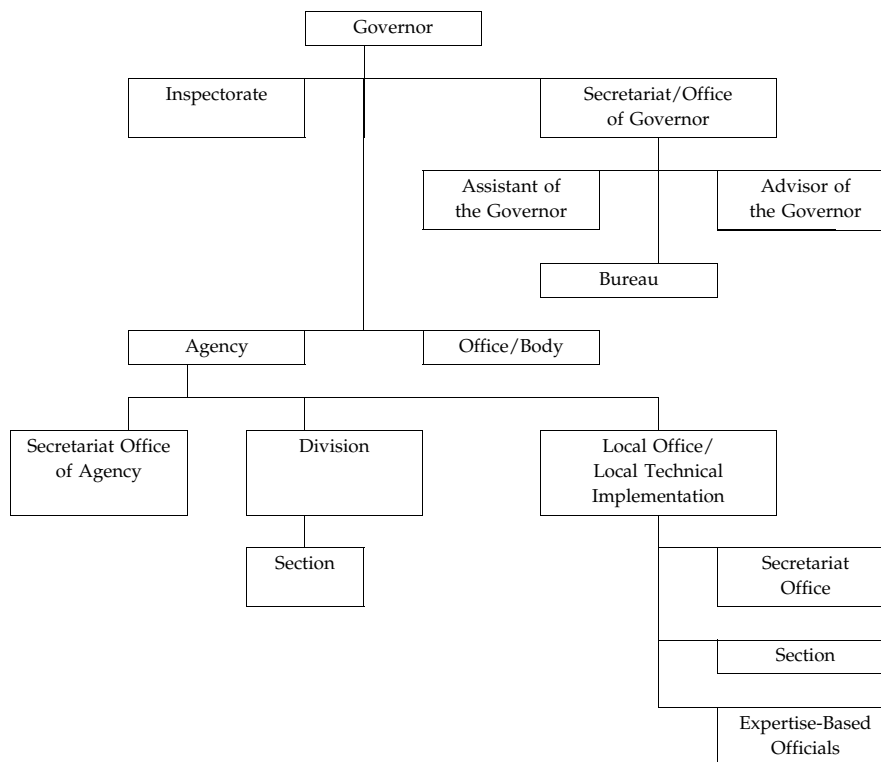 Governor
Inspectorate
Secretariat/Office
of Governor
Assistant of
the Governor
Advisor of
the Governor
Bureau
Agency
Office/Body
Secretariat Office
of Agency
Division
Local Office/
Local Technical
Implementation
Section
Secretariat
Office
Section
Expertise-Based
Officials